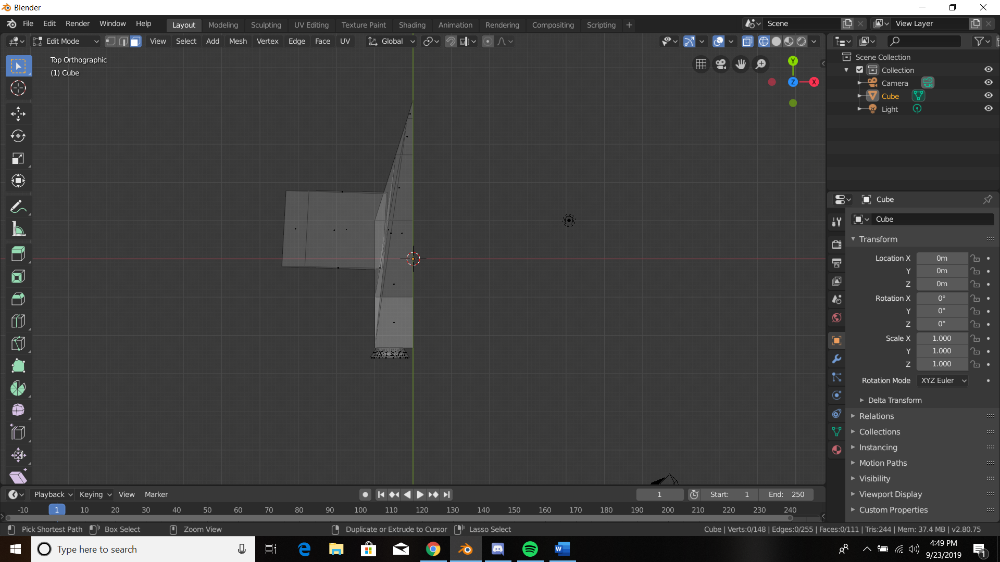 Blender
File Edit Render Window Help Layout Modeling Sculpting UV Editing Texture Paint Shading Animation Rendering Compositing Scripting + Scene View Layer
Edit Mode View Select Add Mesh Vertex Edge Face UV Global
Top Orthographic
(1) Cube
Y
Z
X
Scene Collection
Collection
Camera
Cube
Light
Cube
Cube
Transform
Location X 0m
Y 0m
Z 0m
Rotation X 0°
Y 0°
Z 0°
Scale X 1.000
Y 1.000
Z 1.000
Rotation Mode XYZ Euler
Delta Transform
Relations
Collections
Instancing
Motion Paths
Visibility
Viewport Display
Custom Properties
Playback Keying View Marker 1 Start: 1 End: 250
-10 1 10 20 30 40 50 60 70 80 90 100 110 120 130 140 150 160 170 180 190 200 210 220 230 240
Pick Shortest Path Box Select Zoom View Duplicate or Extrude to Cursor Lasso Select Cube | Verts:0/148 | Edges:0/255 | Faces:0/111 | Tris:244 | Mem: 37.4 MB | v2.80.75
Type here to search
4:49 PM
9/23/2019
1